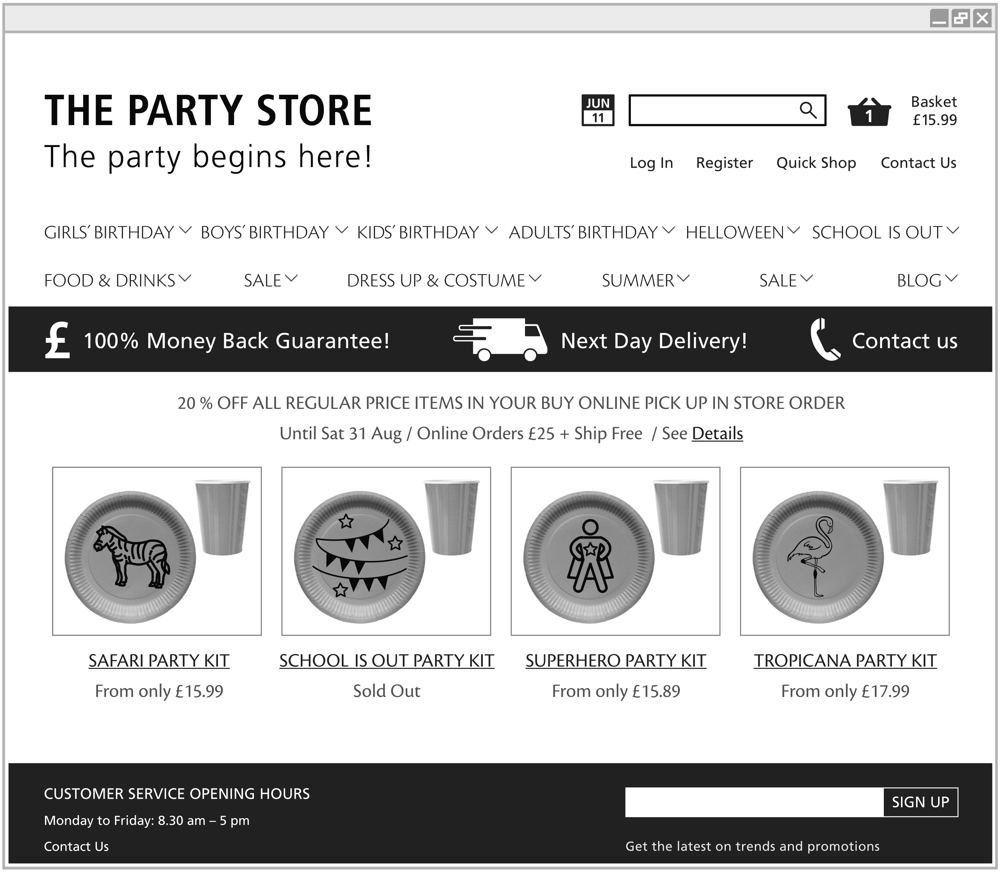 THE PARTY STORE
The party begins here!
JUN
11
1
Basket
£15.99
Log In Register Quick Shop Contact Us
GIRLS´ BIRTHDAY BOYS´ BIRTHDAY KIDS´ BIRTHDAY ADULTS´ BIRTHDAY HELLOWEEN SCHOOL IS OUT
FOOD & DRINKS SALE DRESS UP & COSTUME SUMMER SALE BLOG
£ 100% Money Back Guarantee! Next Day Delivery! Contact us
20 % OFF ALL REGULAR PRICE ITEMS IN YOUR BUY ONLINE PICK UP IN STORE ORDER
Until Sat 31 Aug / Online Orders £25 + Ship Free / See Details
SAFARI PARTY KIT SCHOOL IS OUT PARTY KIT SUPERHERO PARTY KIT TROPICANA PARTY KIT
From only £15.99 Sold Out From only £15.89 From only £17.99
CUSTOMER SERVICE OPENING HOURS
Monday to Friday: 8.30 am – 5 pm
Contact Us
SIGN UP
Get the latest on trends and promotions